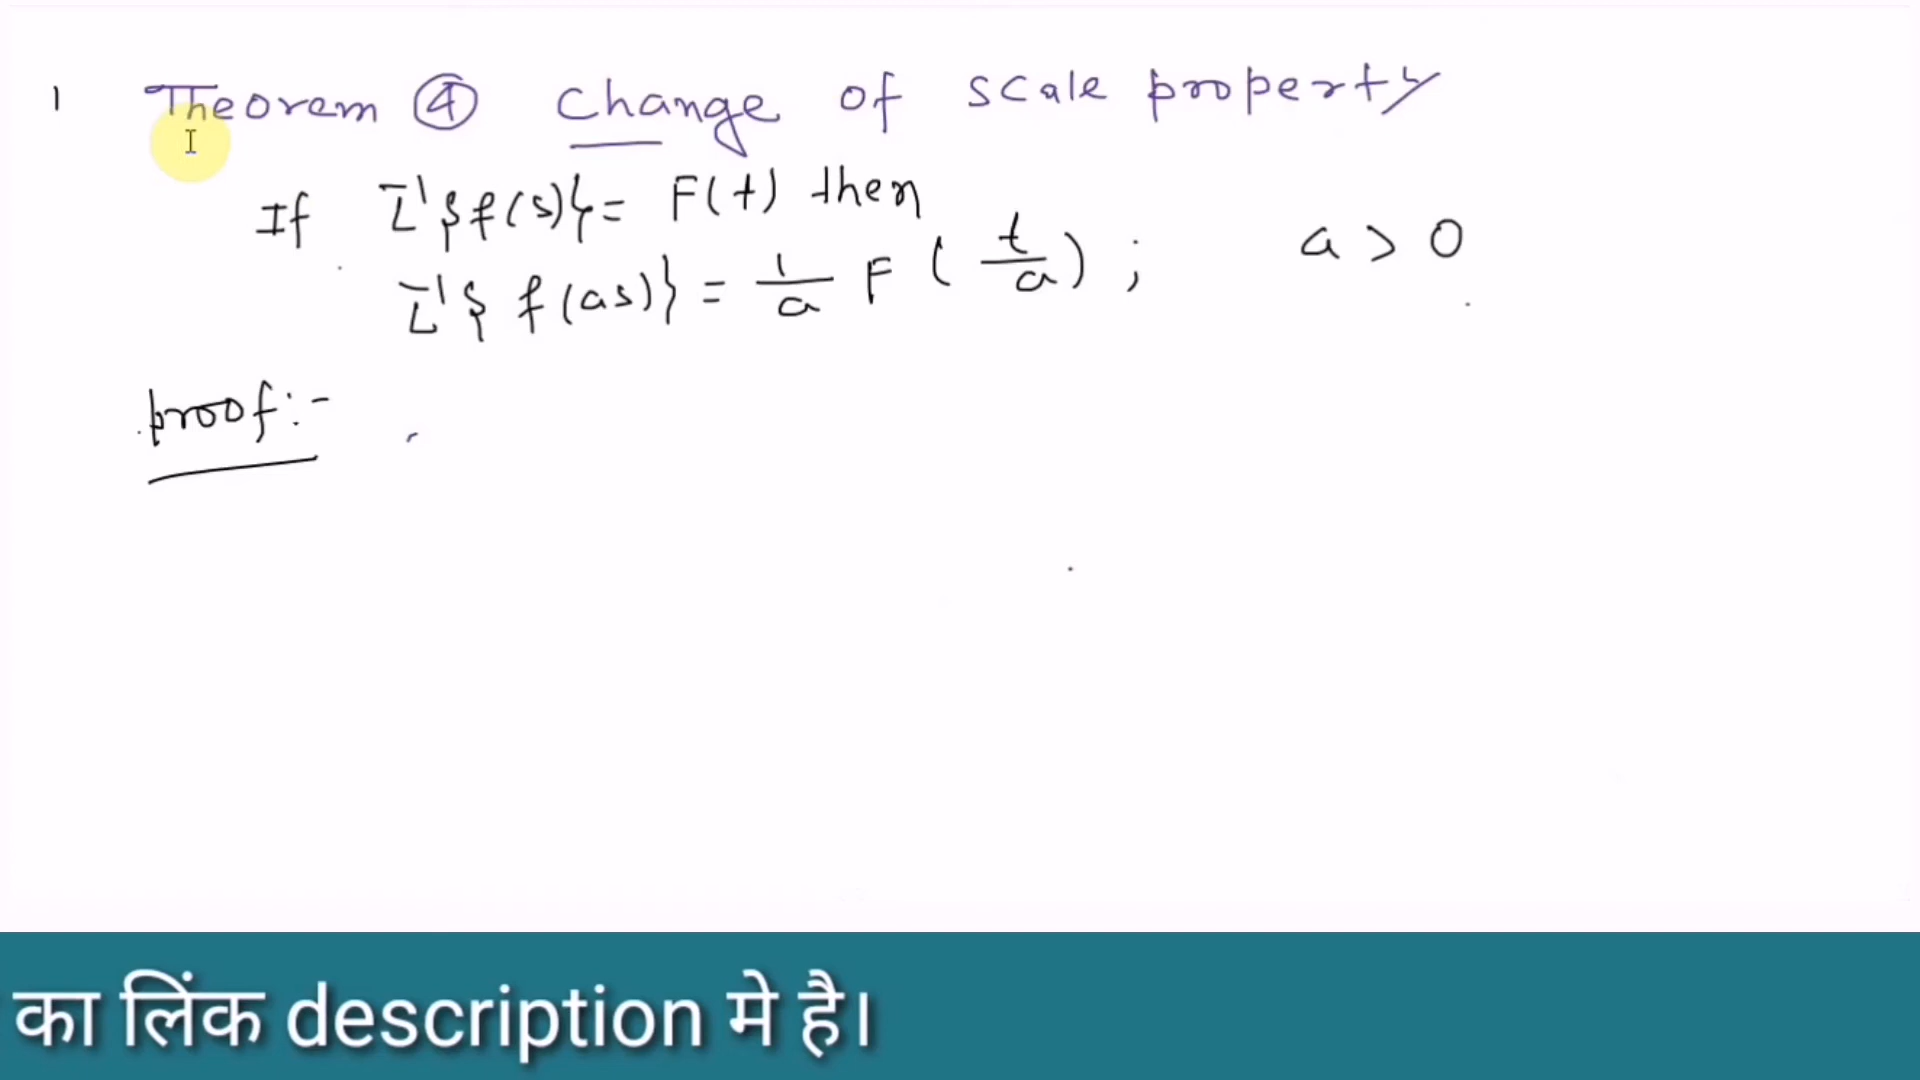 1 Theorem ④ Change of scale property
If L⁻¹{f(s)} = F(t) then
L⁻¹{f(as)} = 1/a F(t/a); a > 0
proof:-
का लिंक description मे है।